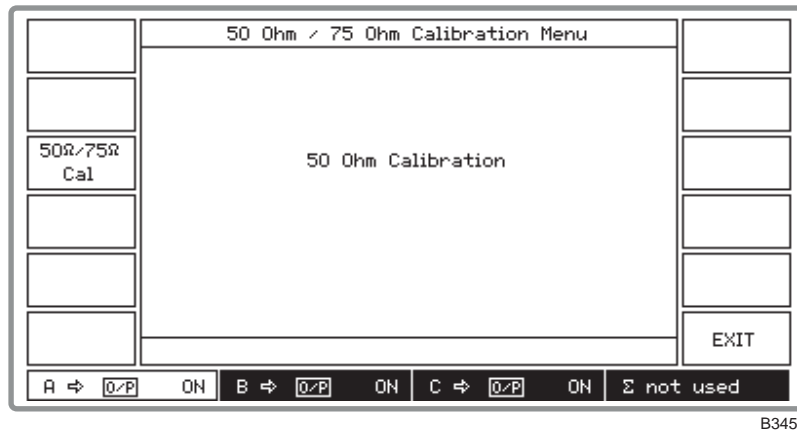 50 Ohm / 75 Ohm Calibration Menu
50Ω/75Ω
Cal
50 Ohm Calibration
EXIT
A ⇨ O/P ON B ⇨ O/P ON C ⇨ O/P ON Σ not used
B345